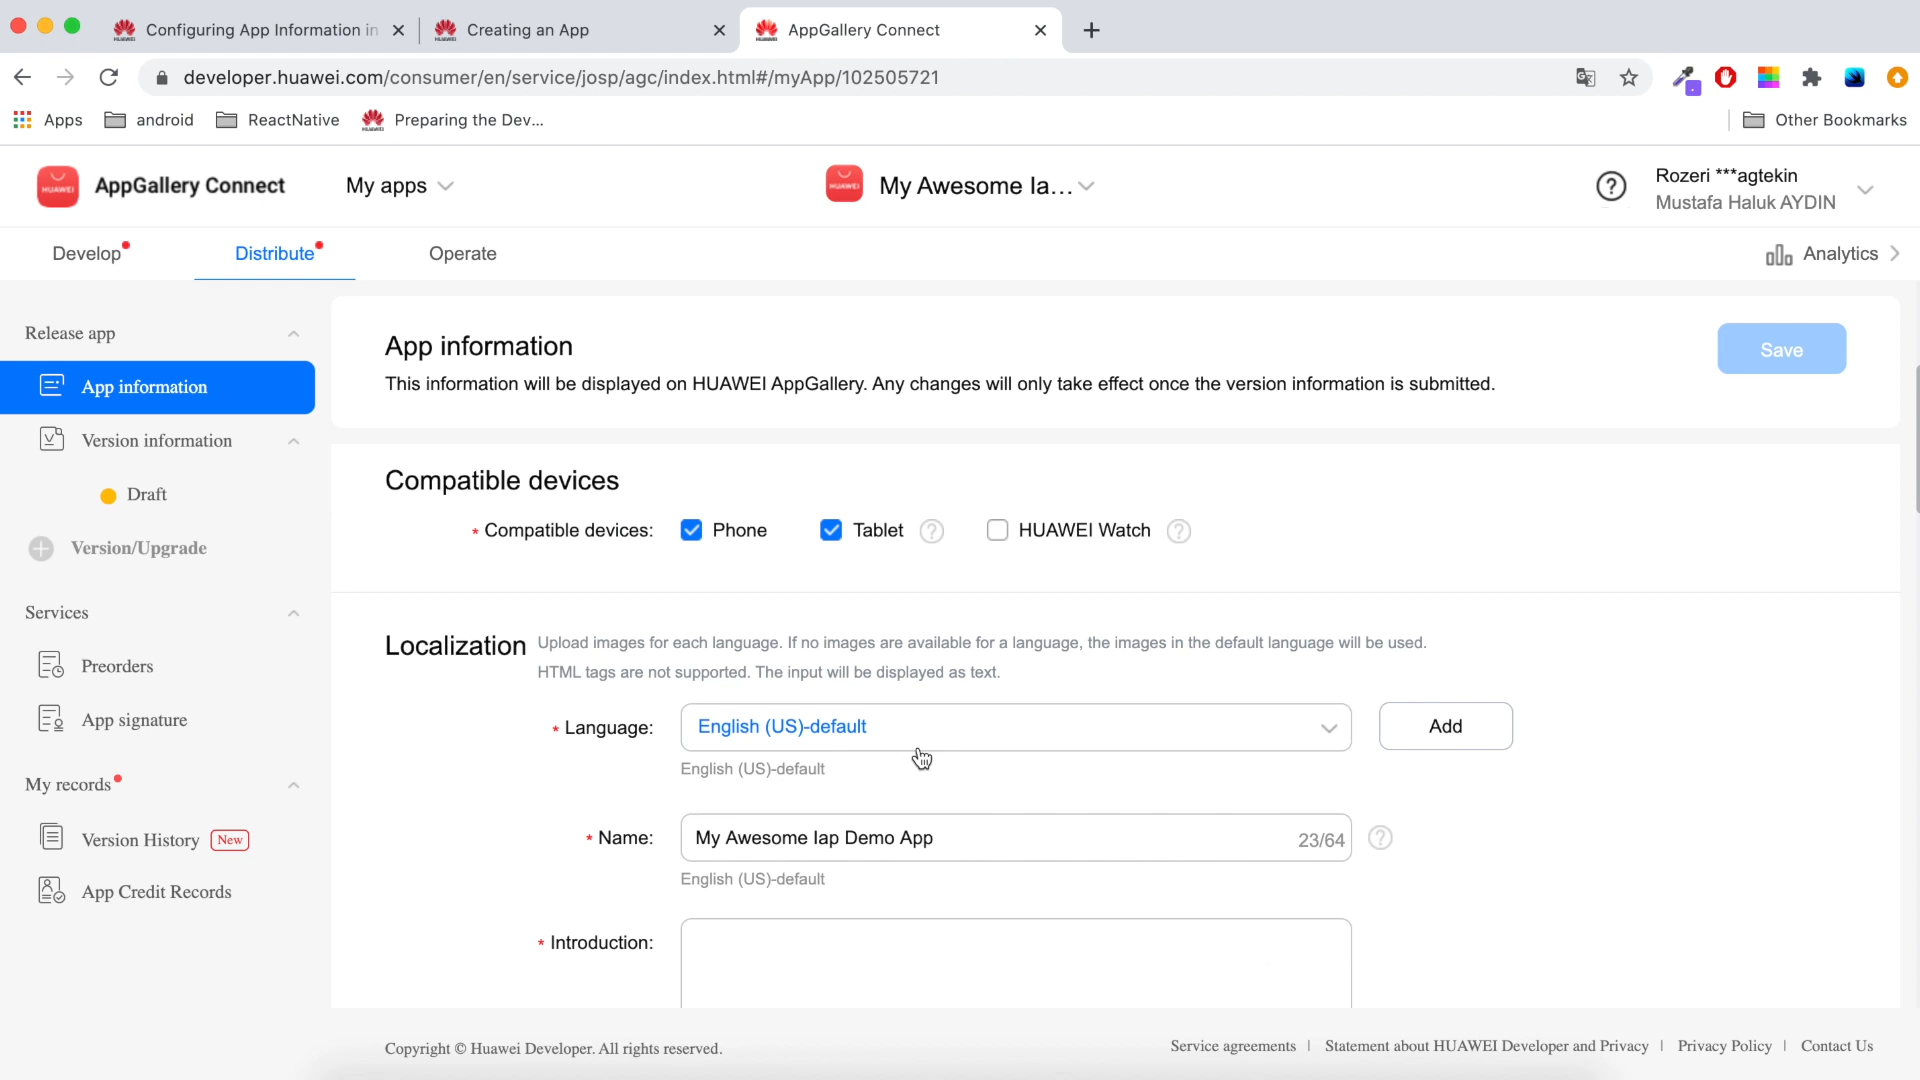 Configuring App Information in
Creating an App
AppGallery Connect
developer.huawei.com/consumer/en/service/josp/agc/index.html#/myApp/102505721
Apps
android
ReactNative
Preparing the Dev...
Other Bookmarks
HUAWEI
AppGallery Connect
My apps
HUAWEI
My Awesome Ia...
Rozeri ***agtekin
Mustafa Haluk AYDIN
Develop
Distribute
Operate
Analytics
Release app
App information
Version information
Draft
Version/Upgrade
Services
Preorders
App signature
My records
Version History New
App Credit Records
App information
Save
This information will be displayed on HUAWEI AppGallery. Any changes will only take effect once the version information is submitted.
Compatible devices
* Compatible devices: Phone Tablet ? HUAWEI Watch ?
Localization Upload images for each language. If no images are available for a language, the images in the default language will be used.
HTML tags are not supported. The input will be displayed as text.
* Language: English (US)-default Add
English (US)-default
* Name: My Awesome Iap Demo App 23/64 ?
English (US)-default
* Introduction:
Copyright © Huawei Developer. All rights reserved.
Service agreements | Statement about HUAWEI Developer and Privacy | Privacy Policy | Contact Us